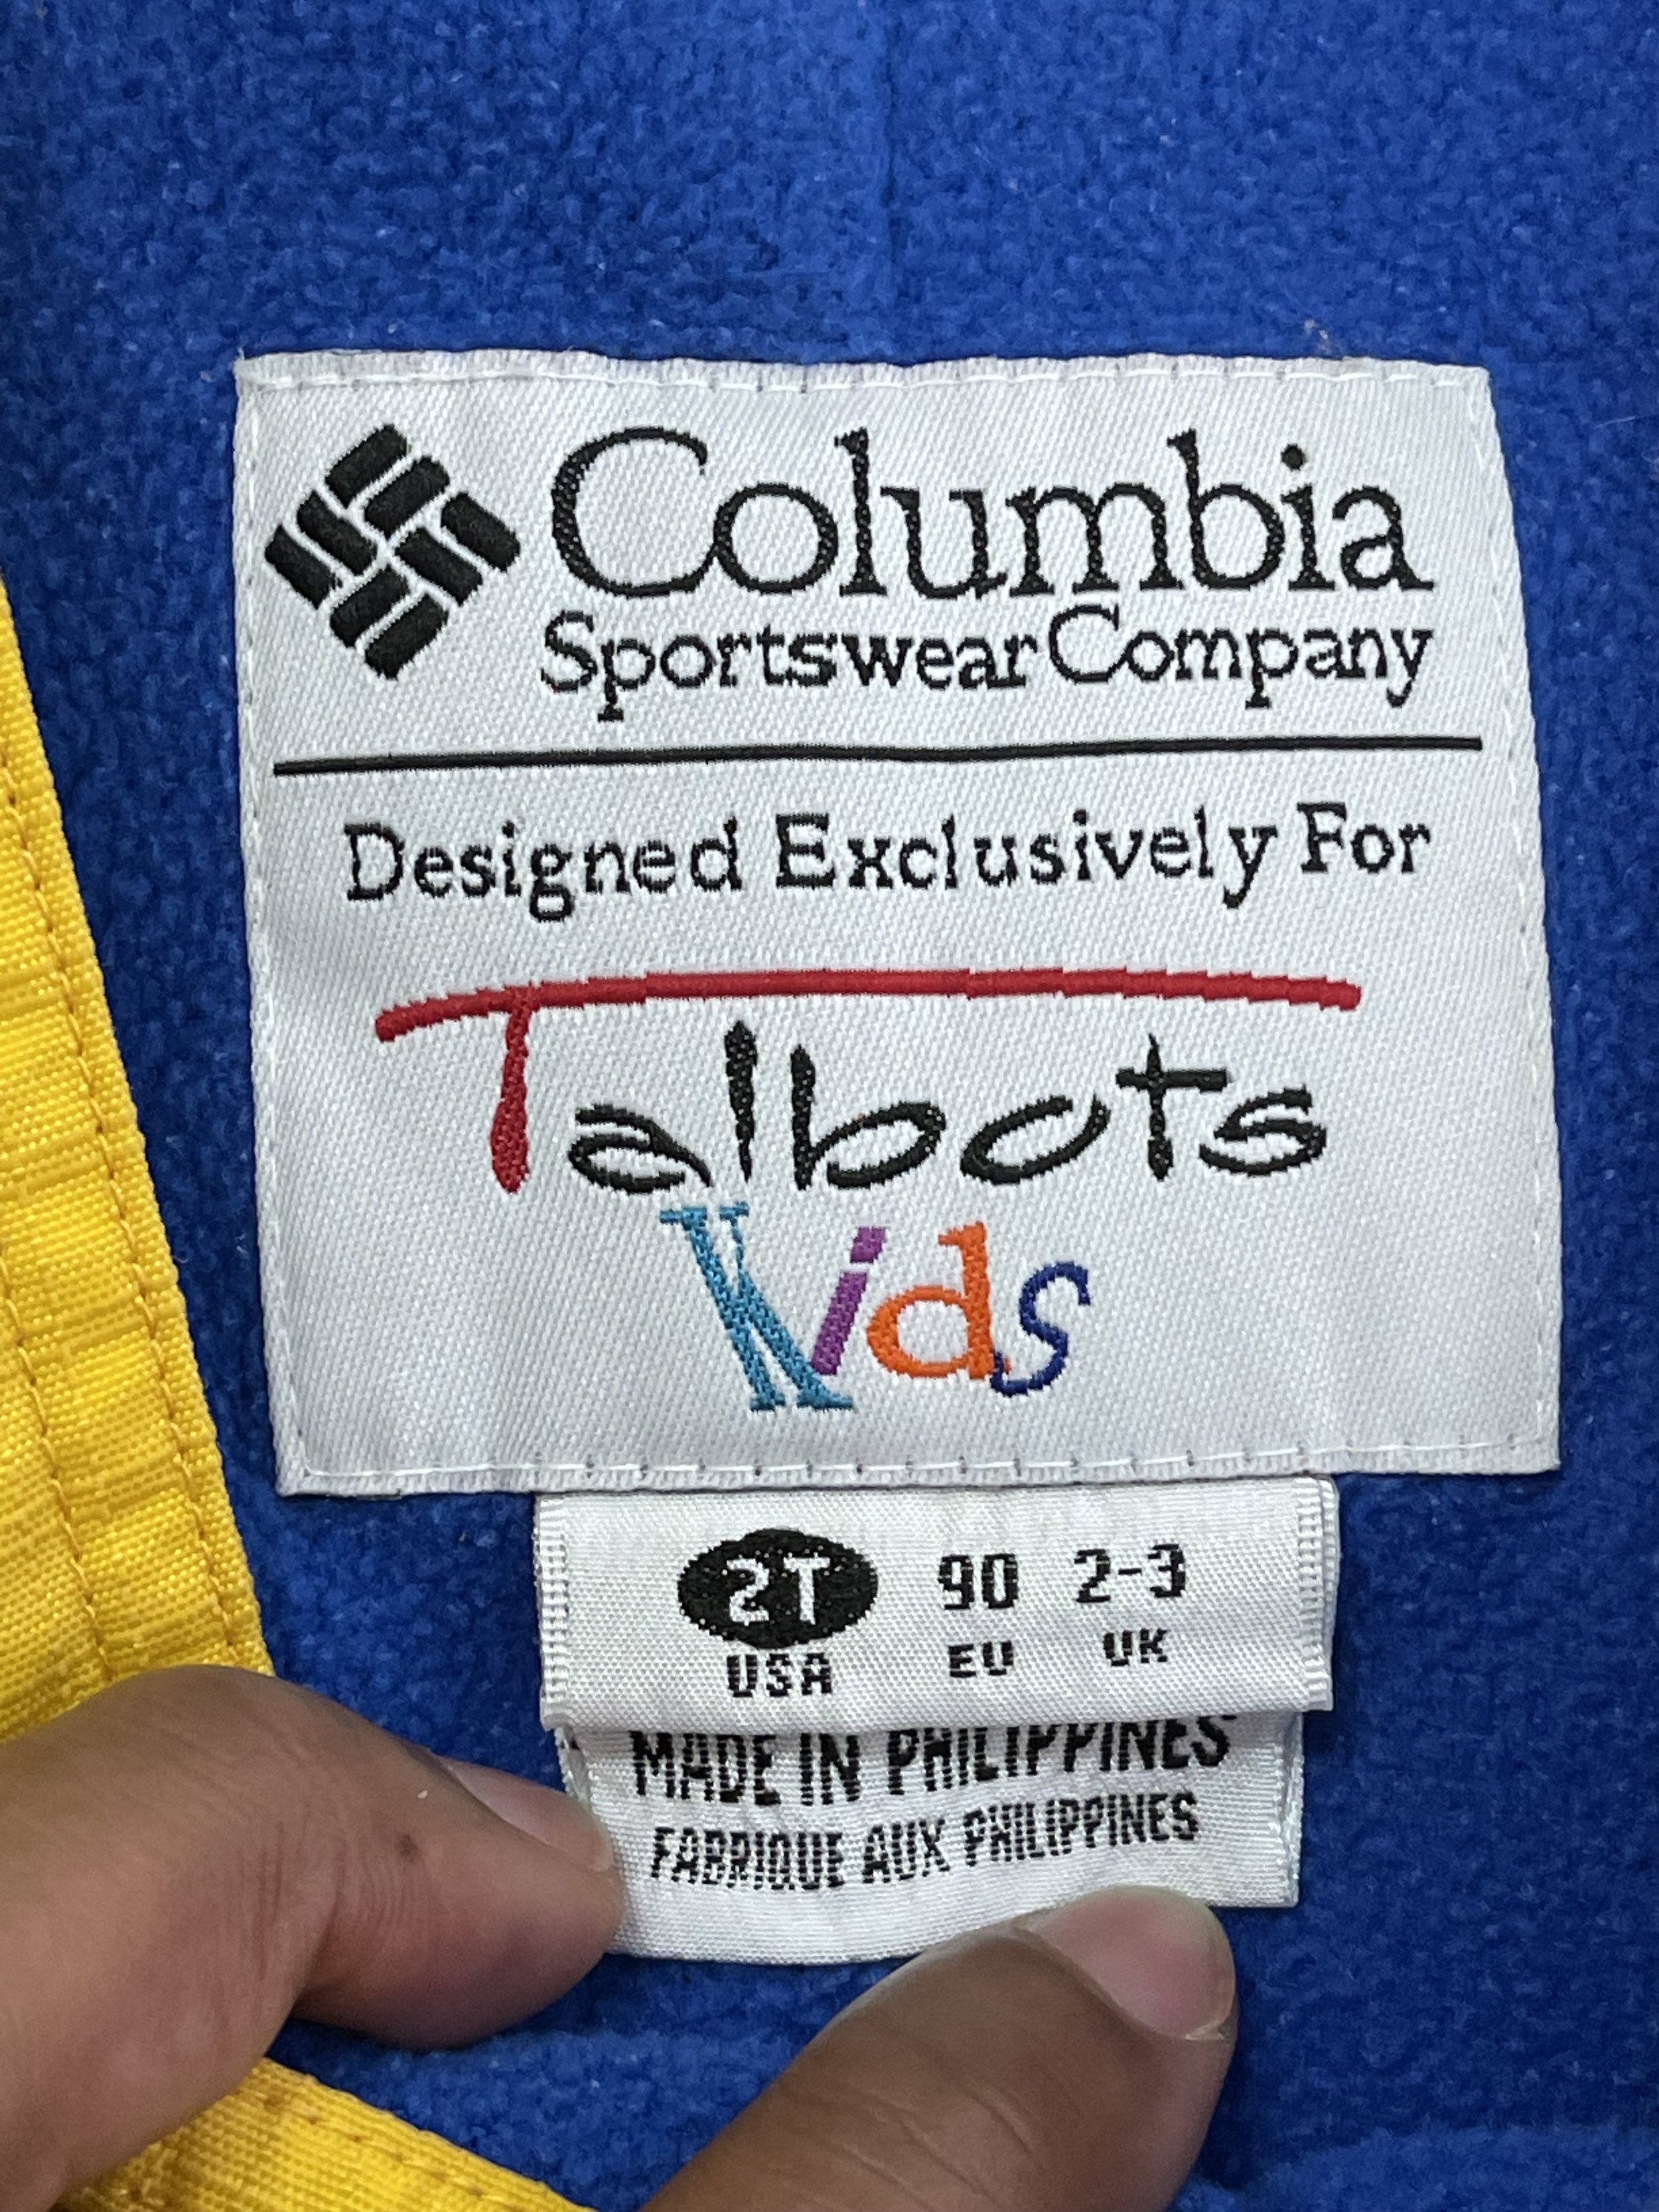 Columbia
Sportswear Company
Designed Exclusively For
Talbots
Kids
2T 90 2-3
USA EU UK
MADE IN PHILIPPINES
FABRIQUE AUX PHILIPPINES